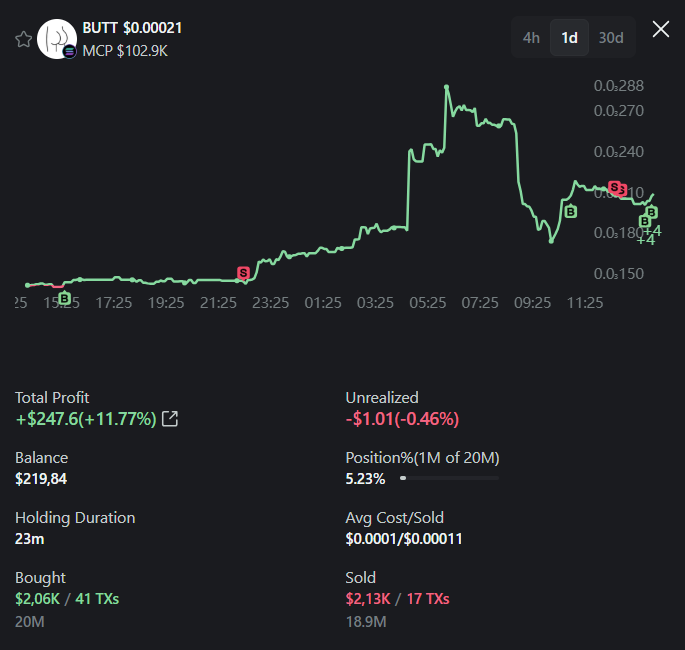 BUTT $0.00021
MCP $102.9K
4h 1d 30d
0.0₃288
0.0₃270
0.0₃240
0.0₃180
0.0₃150
S
S
S
B
B
B
B
+4
+4
15:25 17:25 19:25 21:25 23:25 01:25 03:25 05:25 07:25 09:25 11:25
Total Profit Unrealized
+$247.6(+11.77%) -$1.01(-0.46%)
Balance Position%(1M of 20M)
$219,84 5.23%
Holding Duration Avg Cost/Sold
23m $0.0001/$0.00011
Bought Sold
$2,06K / 41 TXs $2,13K / 17 TXs
20M 18.9M